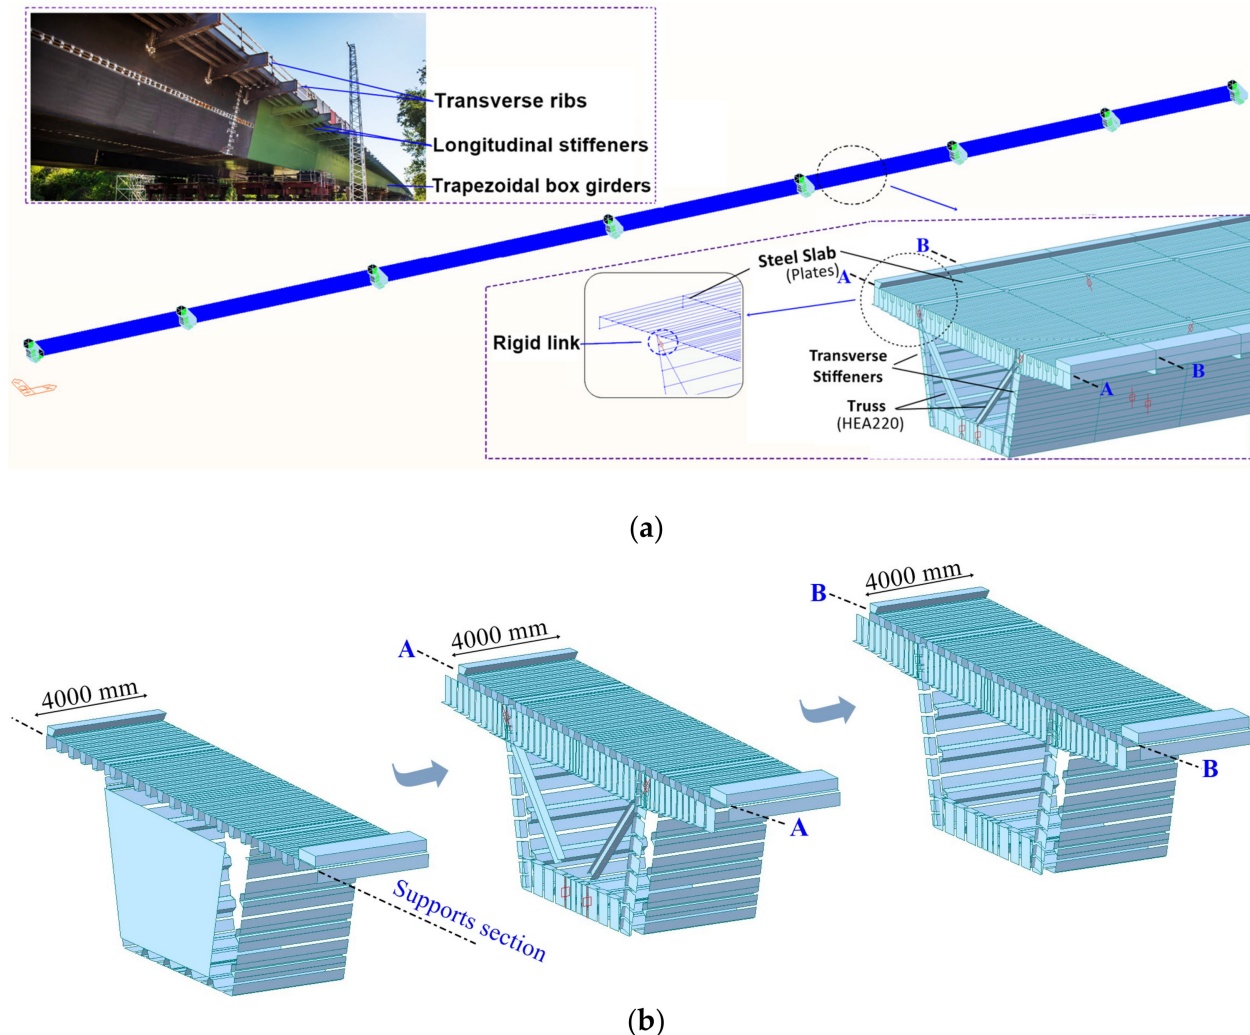 Transverse ribs
Longitudinal stiffeners
Trapezoidal box girders
B
Steel Slab
(Plates)
A
Rigid link
Transverse
Stiffeners
B
A
Truss
(HEA220)
(a)
4000 mm
B
4000 mm
A
4000 mm
B
A
Supports section
(b)